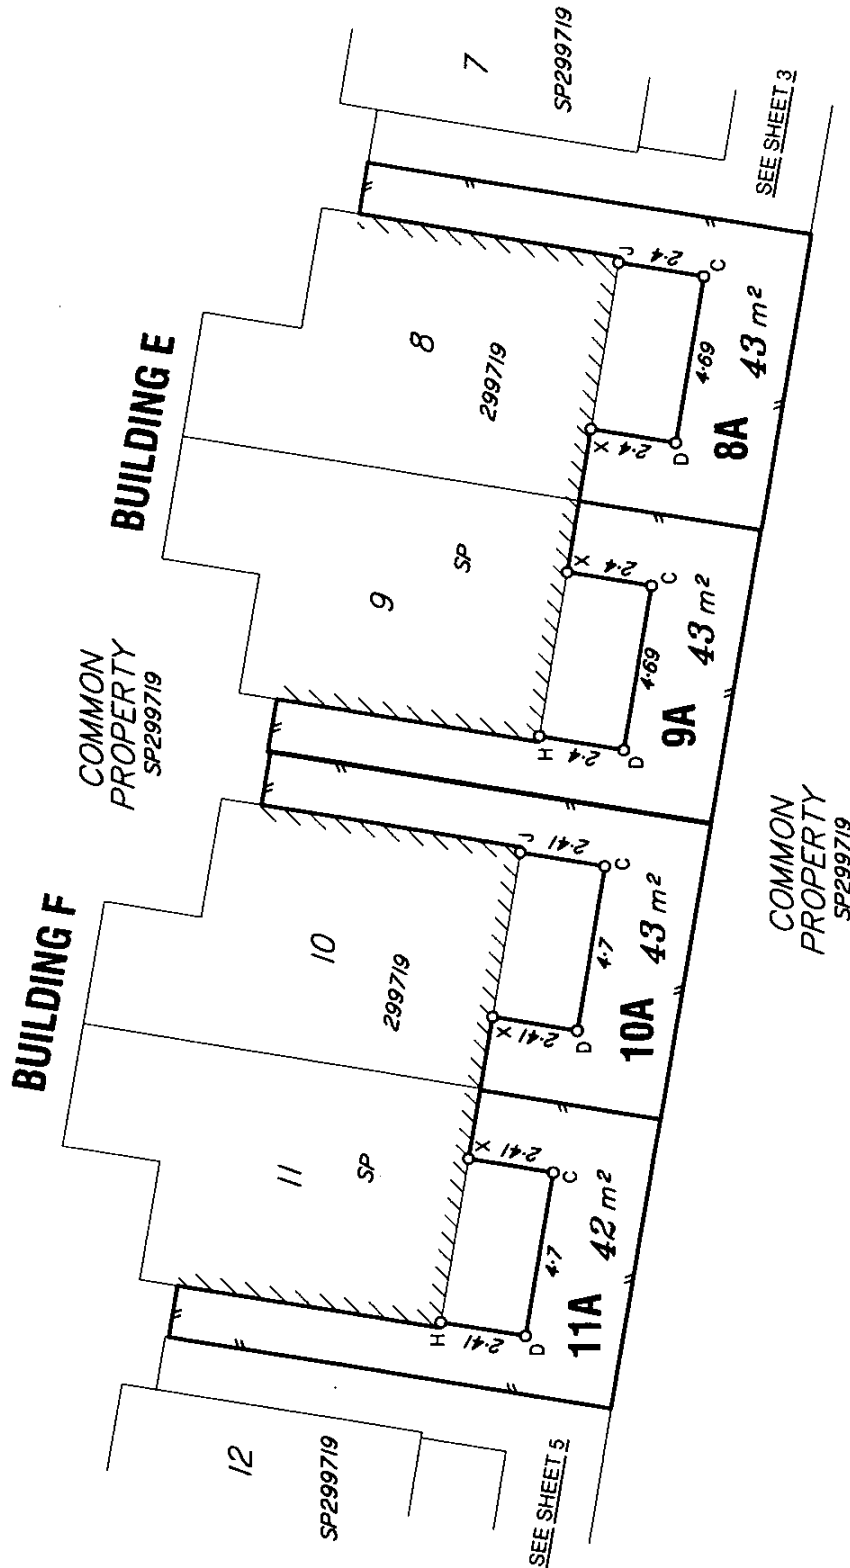 BUILDING F
BUILDING E
COMMON
PROPERTY
SP299719
12
SP299719
SEE SHEET 5
11
SP
10
299719
9
SP
8
299719
7
SP299719
SEE SHEET 3
H
2·41
D
4·7
C
2·41
X
11A
42 m²
X
2·41
D
4·7
C
2·41
J
10A
43 m²
H
2·4
D
4·69
C
2·4
X
9A
43 m²
X
2·4
D
4·69
C
2·4
J
8A
43 m²
COMMON
PROPERTY
SP299719